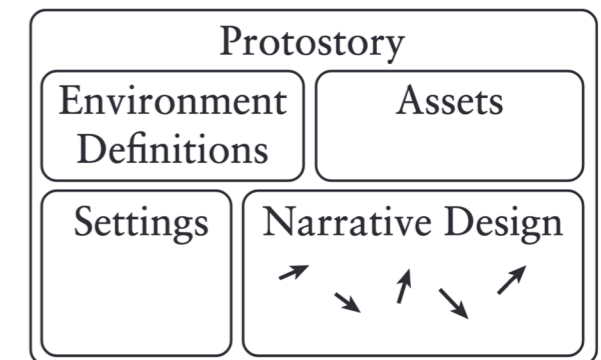 Protostory
Environment
Definitions
Assets
Settings
Narrative Design